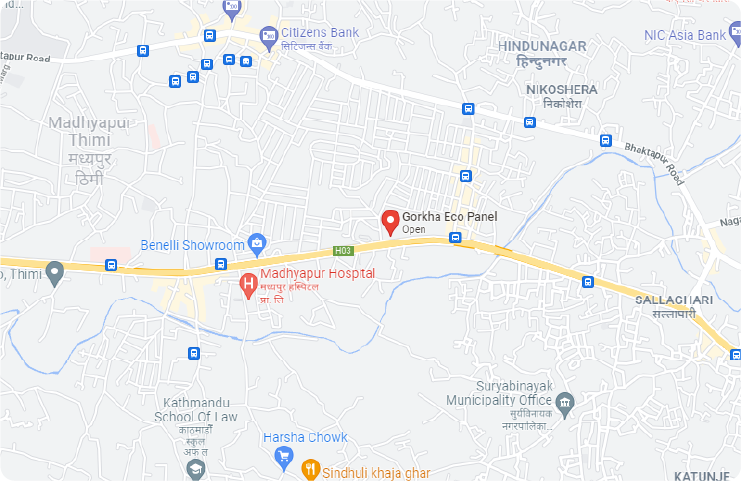 Citizens Bank
सिटिजन्स बैंक
HINDUNAGAR
हिन्दुनगर
NIC Asia Bank
NIKOSHERA
निकोशेरा
Madhyapur
Thimi
मध्यपुर
ठिमी
Bhaktapur Road
Gorkha Eco Panel
Open
Benelli Showroom
H03
Thimi
Madhyapur Hospital
मध्यपुर हस्पिटल
प्रा. लि
SALLAGHARI
सल्लाघारी
Suryabinayak
Municipality Office
सुर्यविनायक
नगरपालिका...
Kathmandu
School Of Law
काठमाडौँ
स्कुल
अफ ल
Harsha Chowk
Sindhuli khaja ghar
KATUNJE